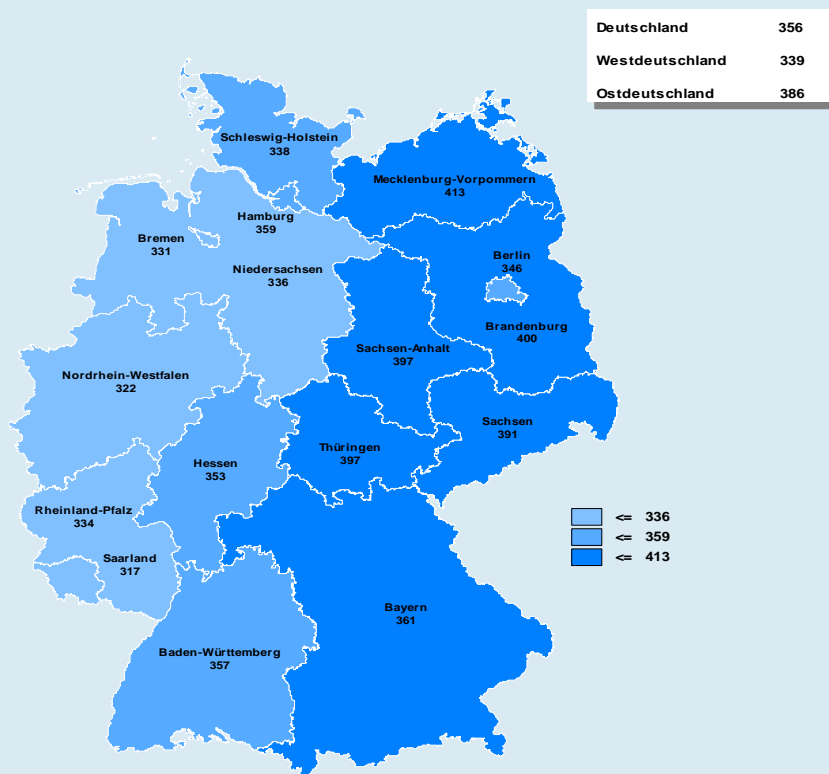 Deutschland 356
Westdeutschland 339
Ostdeutschland 386
Schleswig-Holstein
338
Mecklenburg-Vorpommern
413
Hamburg
359
Bremen
331
Niedersachsen
336
Berlin
346
Brandenburg
400
Sachsen-Anhalt
397
Nordrhein-Westfalen
322
Sachsen
391
Thüringen
397
Hessen
353
Rheinland-Pfalz
334
Saarland
317
<= 336
<= 359
<= 413
Bayern
361
Baden-Württemberg
357